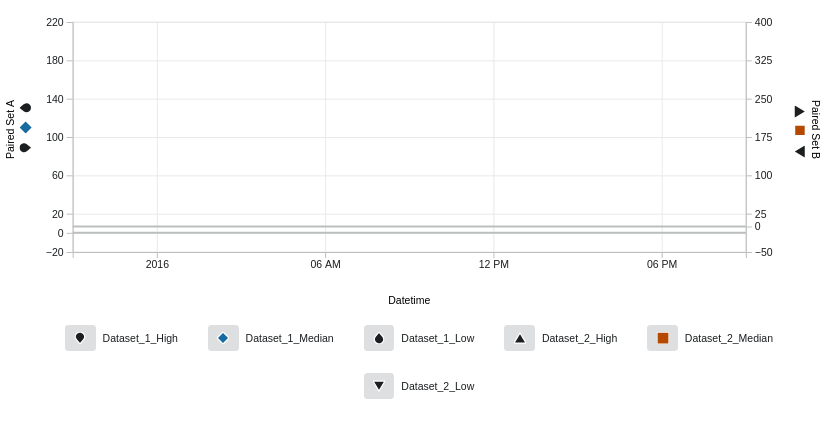 220 400
180 325
140 250
Paired Set A Paired Set B
100 175
60 100
20 25
0 0
−20 −50
2016 06 AM 12 PM 06 PM
Datetime
Dataset_1_High Dataset_1_Median Dataset_1_Low Dataset_2_High Dataset_2_Median
Dataset_2_Low